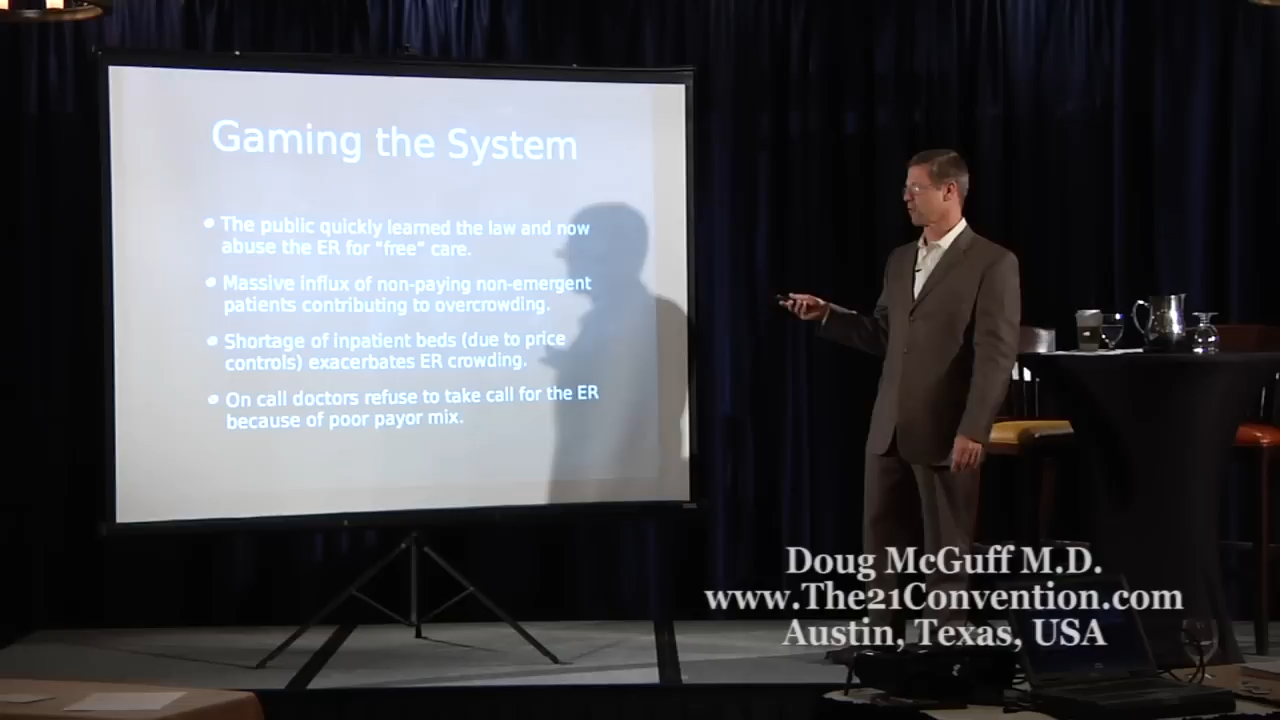 Gaming the System
• The public quickly learned the law and now
abuse the ER for "free" care.
• Massive influx of non-paying non-emergent
patients contributing to overcrowding.
• Shortage of inpatient beds (due to price
controls) exacerbates ER crowding.
• On call doctors refuse to take call for the ER
because of poor payor mix.
Doug McGuff M.D.
www.The21Convention.com
Austin, Texas, USA